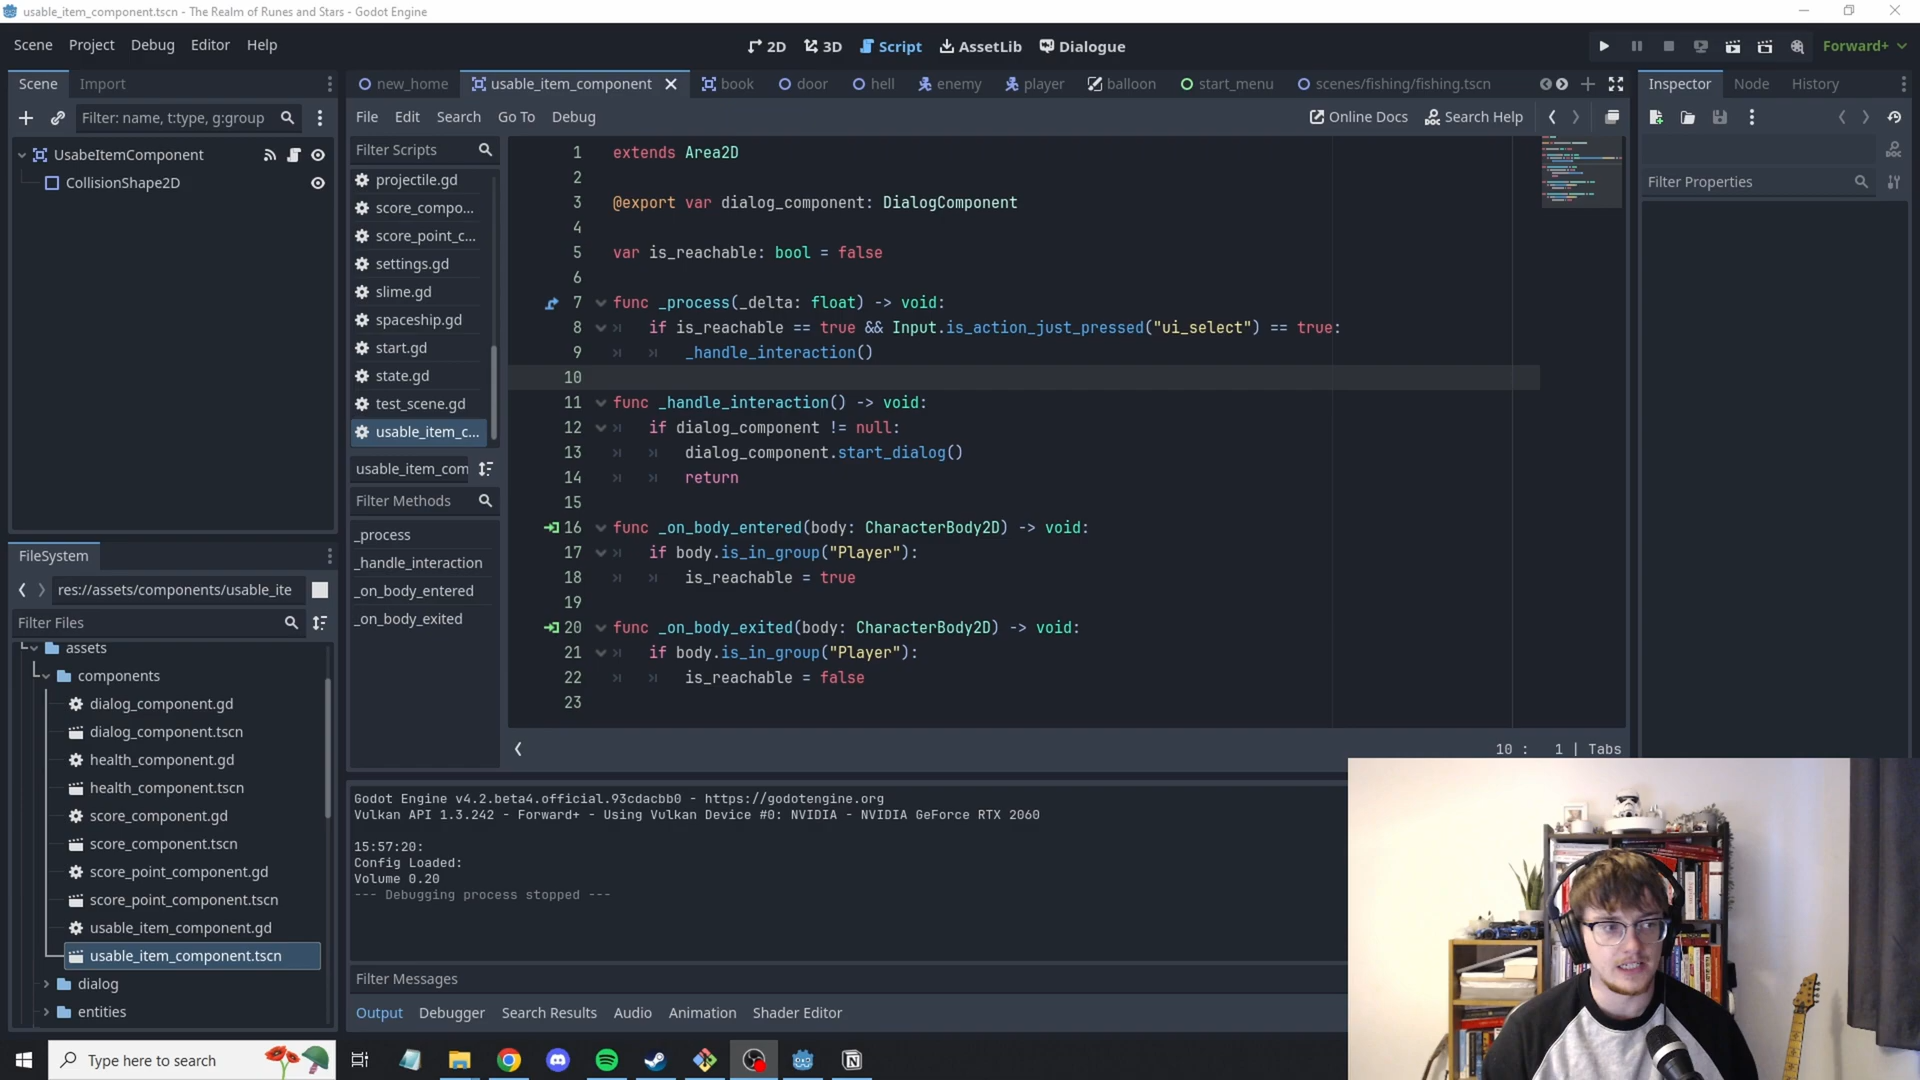 usable_item_component.tscn - The Realm of Runes and Stars - Godot Engine
Scene Project Debug Editor Help
2D 3D Script AssetLib Dialogue
Forward+
Scene Import
Filter: name, t:type, g:group
UsabeItemComponent
CollisionShape2D
FileSystem
res://assets/components/usable_ite
Filter Files
assets
components
dialog_component.gd
dialog_component.tscn
health_component.gd
health_component.tscn
score_component.gd
score_component.tscn
score_point_component.gd
score_point_component.tscn
usable_item_component.gd
usable_item_component.tscn
dialog
entities
new_home usable_item_component book door hell enemy player balloon start_menu scenes/fishing/fishing.tscn
File Edit Search Go To Debug
Online Docs Search Help
Filter Scripts
projectile.gd
score_compo...
score_point_c...
settings.gd
slime.gd
spaceship.gd
start.gd
state.gd
test_scene.gd
usable_item_c...
usable_item_com
Filter Methods
_process
_handle_interaction
_on_body_entered
_on_body_exited
1 extends Area2D
2
3 @export var dialog_component: DialogComponent
4
5 var is_reachable: bool = false
6
7 func _process(_delta: float) -> void:
8 if is_reachable == true && Input.is_action_just_pressed("ui_select") == true:
9 _handle_interaction()
10
11 func _handle_interaction() -> void:
12 if dialog_component != null:
13 dialog_component.start_dialog()
14 return
15
16 func _on_body_entered(body: CharacterBody2D) -> void:
17 if body.is_in_group("Player"):
18 is_reachable = true
19
20 func _on_body_exited(body: CharacterBody2D) -> void:
21 if body.is_in_group("Player"):
22 is_reachable = false
23
10 : 1 | Tabs
Godot Engine v4.2.beta4.official.93cdacbb0 - https://godotengine.org
Vulkan API 1.3.242 - Forward+ - Using Vulkan Device #0: NVIDIA - NVIDIA GeForce RTX 2060
15:57:20:
Config Loaded:
Volume 0.20
--- Debugging process stopped ---
Filter Messages
Output Debugger Search Results Audio Animation Shader Editor
Inspector Node History
Filter Properties
Type here to search